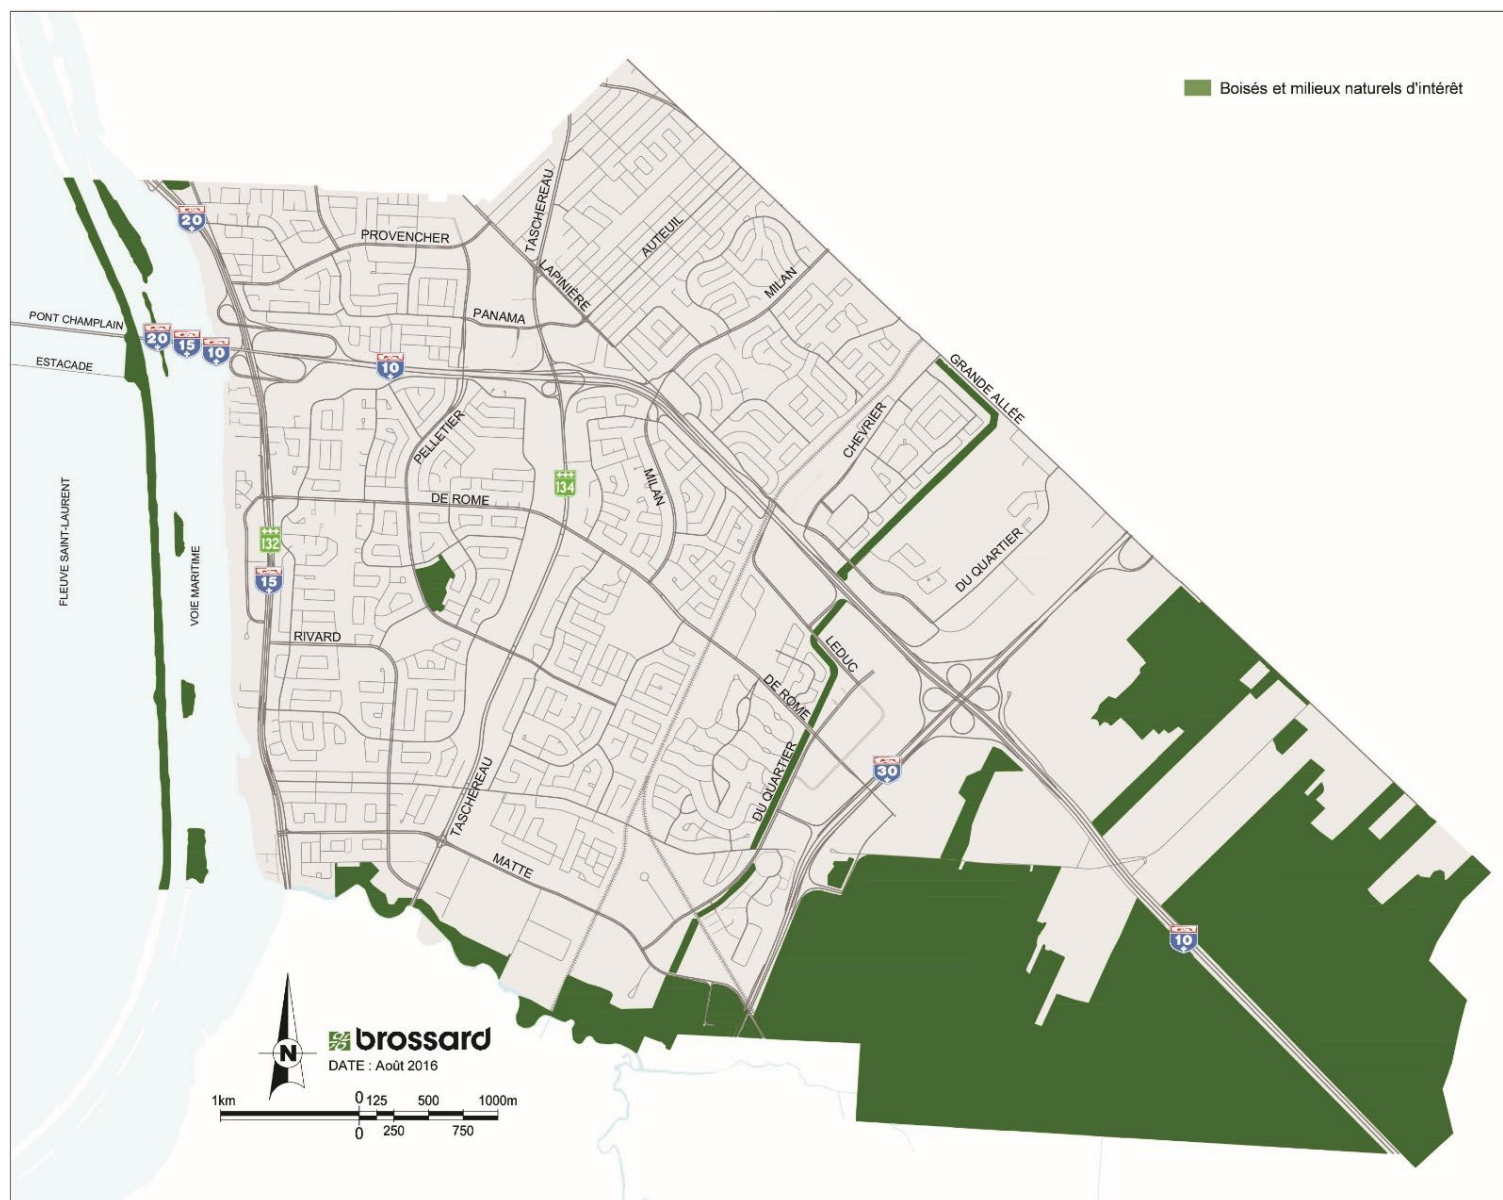 Boisés et milieux naturels d'intérêt
20
PROVENCHER
TASCHEREAU
LAPINIÈRE
AUTEUIL
MILAN
PANAMA
PONT CHAMPLAIN
20
15
10
ESTACADE
10
GRANDE ALLÉE
CHEVRIER
PELLETIER
MILAN
134
DE ROME
132
15
FLEUVE SAINT-LAURENT
VOIE MARITIME
DU QUARTIER
RIVARD
LEDUC
DE ROME
DU QUARTIER
30
TASCHEREAU
MATTE
10
N
brossard
DATE : Août 2016
1km 0 125 500 1000m
0 250 750